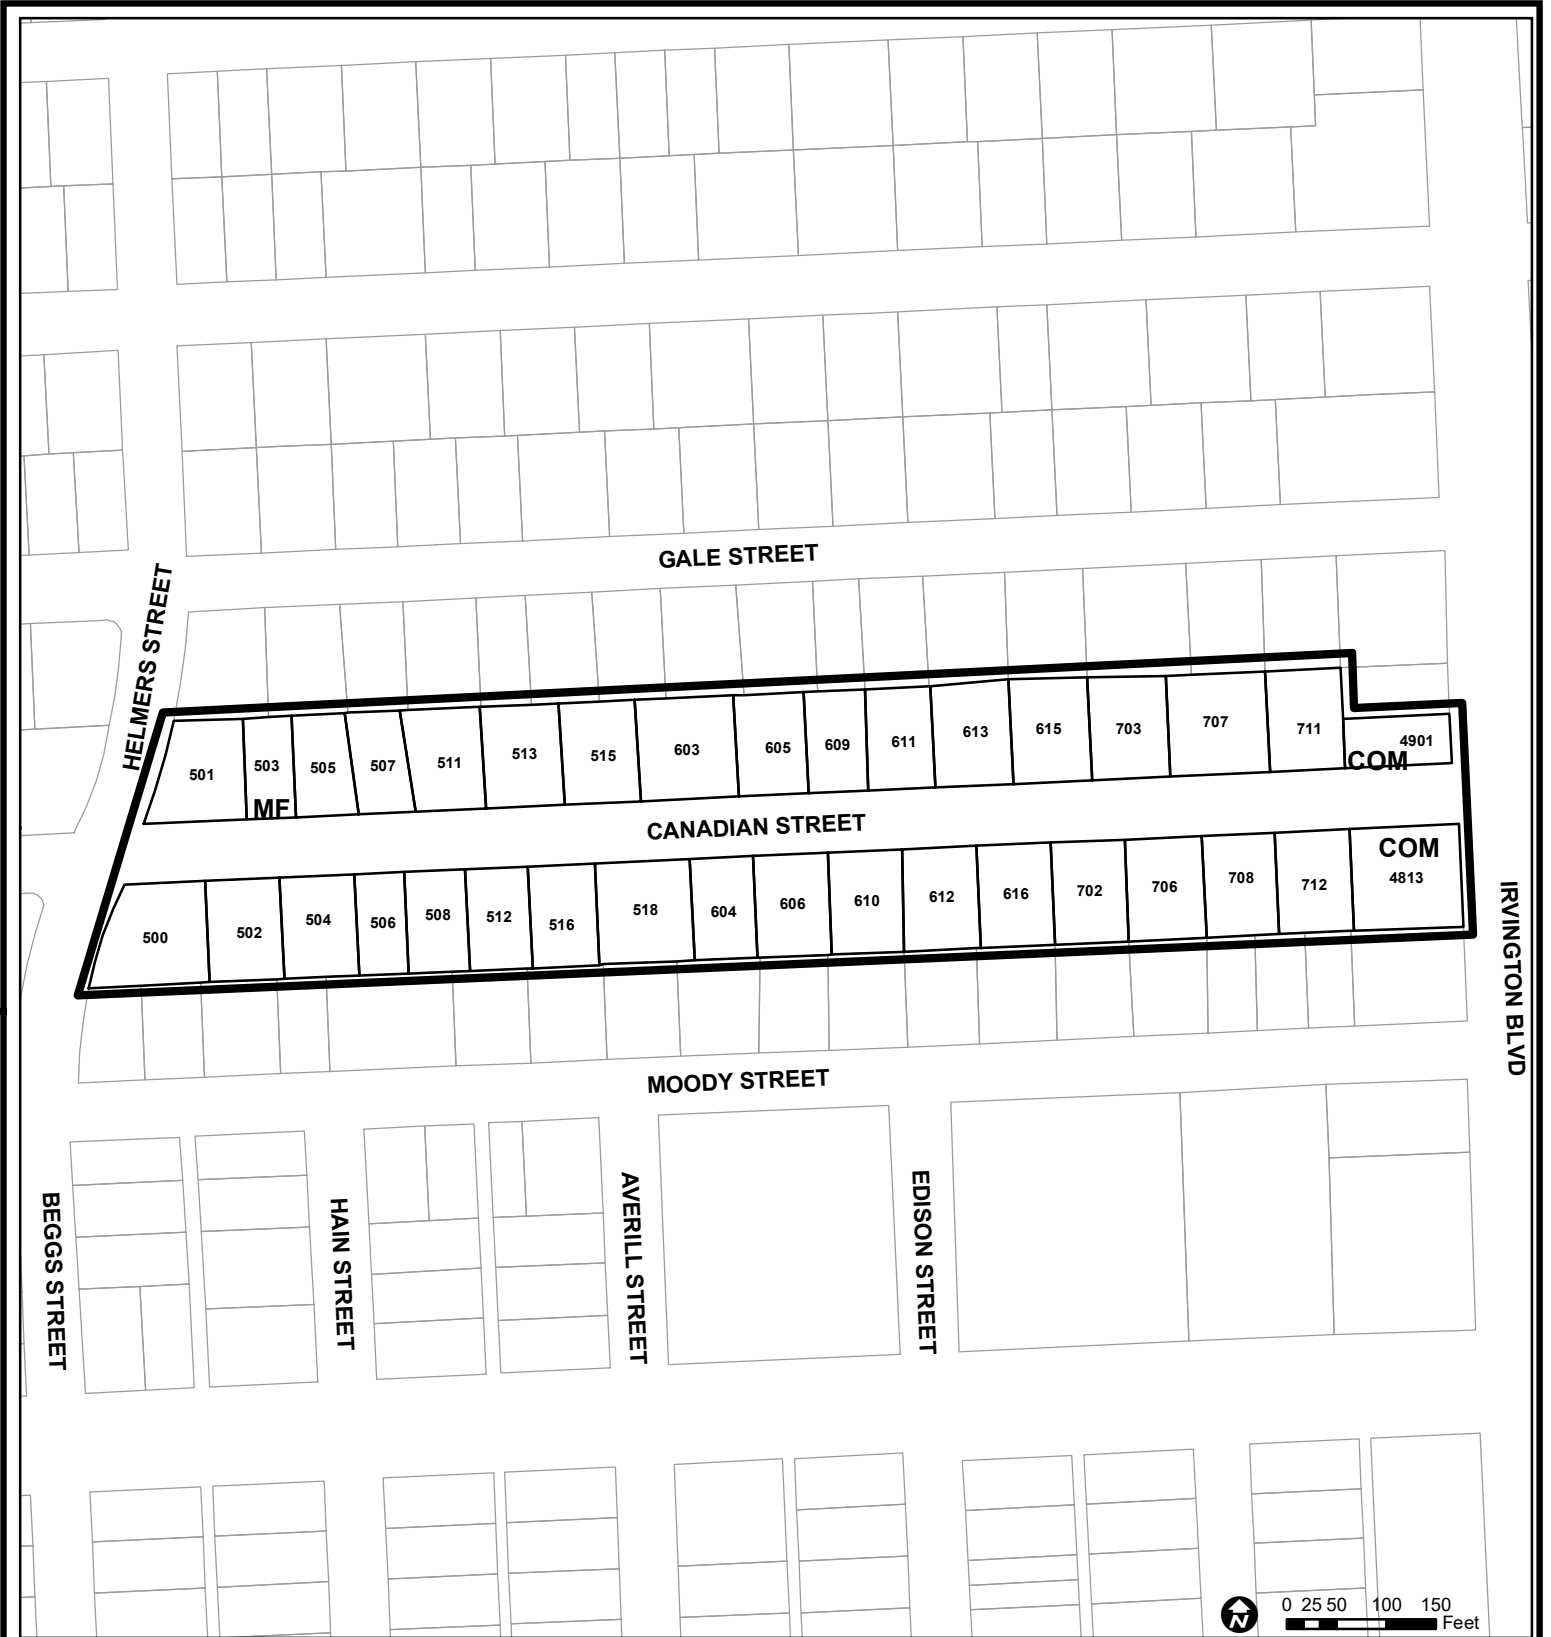 GALE STREET
HELMERS STREET
501
503
505
507
511
513
515
603
605
609
611
613
615
703
707
711
4901
COM
MF
CANADIAN STREET
COM
500
502
504
506
508
512
516
518
604
606
610
612
616
702
706
708
712
4813
IRVINGTON BLVD
MOODY STREET
BEGGS STREET
HAIN STREET
AVERILL STREET
EDISON STREET
N
0 25 50 100 150
Feet